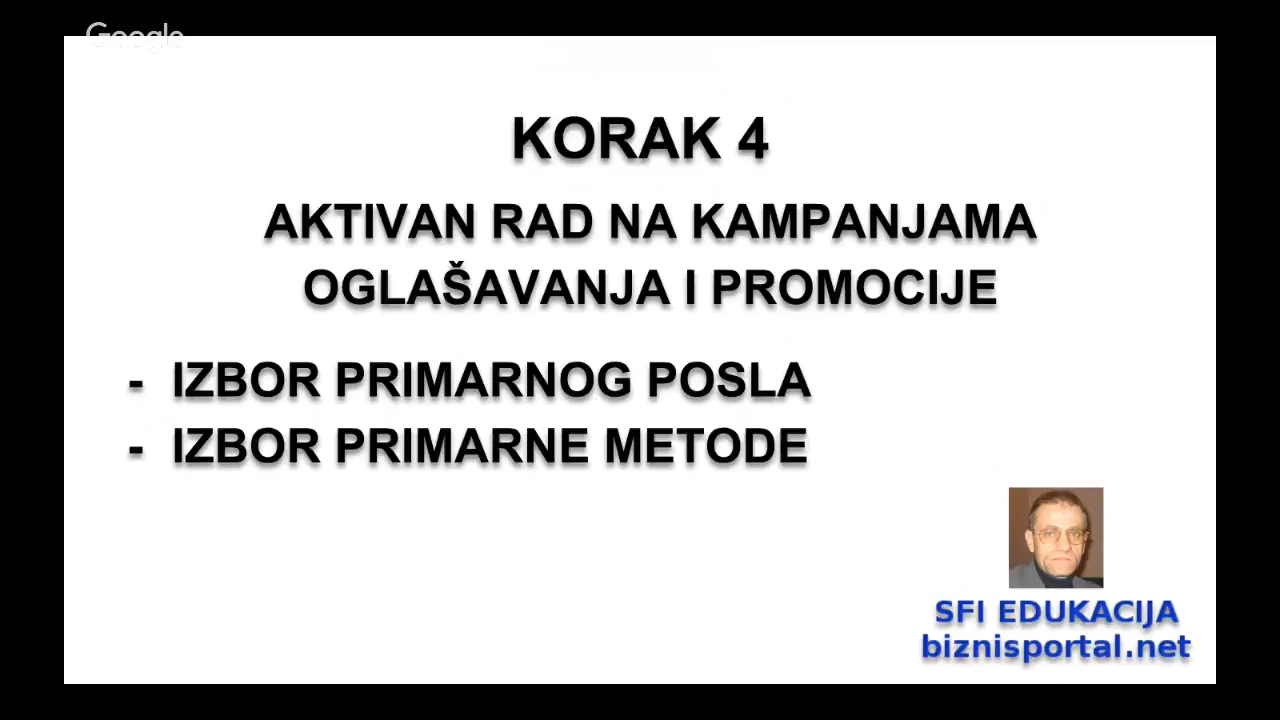 Google
KORAK 4
AKTIVAN RAD NA KAMPANJAMA
OGLAŠAVANJA I PROMOCIJE
- IZBOR PRIMARNOG POSLA
- IZBOR PRIMARNE METODE
SFI EDUKACIJA
biznisportal.net